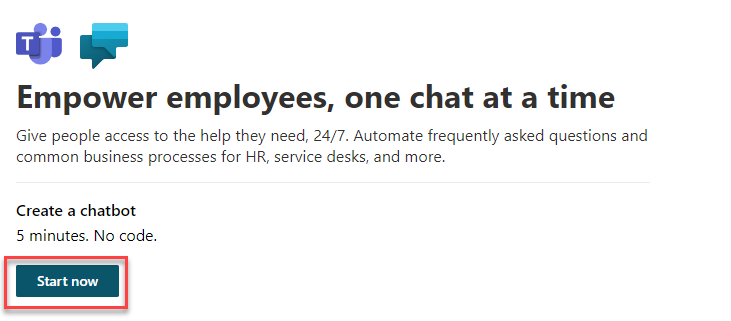 T
Empower employees, one chat at a time
Give people access to the help they need, 24/7. Automate frequently asked questions and
common business processes for HR, service desks, and more.
Create a chatbot
5 minutes. No code.
Start now